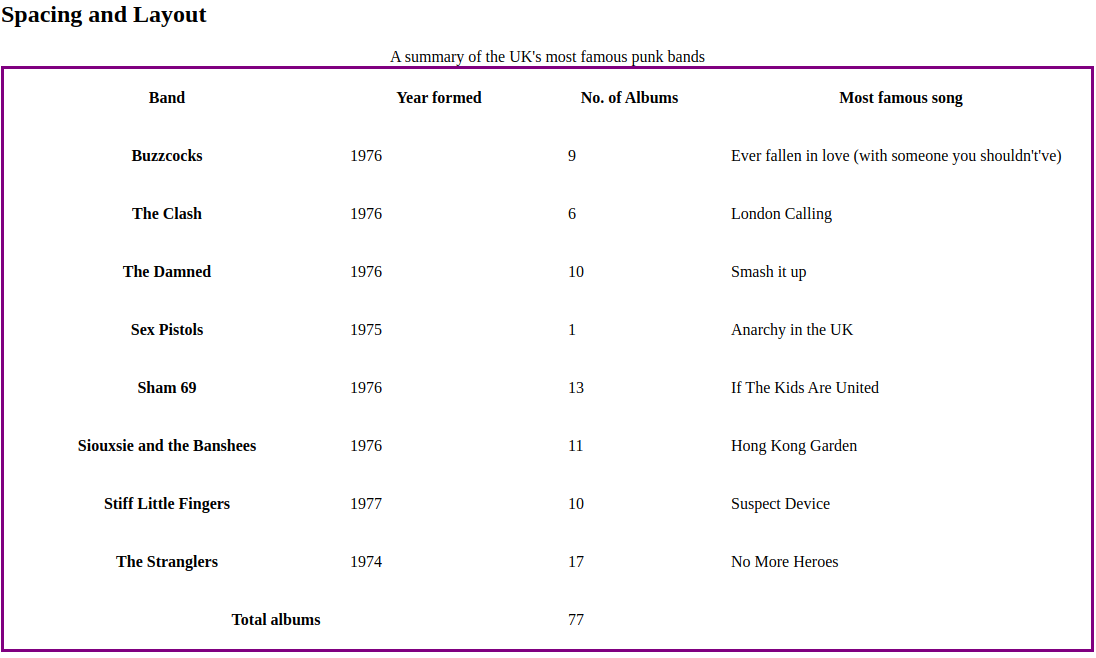 Spacing and Layout
A summary of the UK's most famous punk bands
Band Year formed No. of Albums Most famous song
Buzzcocks 1976 9 Ever fallen in love (with someone you shouldn't've)
The Clash 1976 6 London Calling
The Damned 1976 10 Smash it up
Sex Pistols 1975 1 Anarchy in the UK
Sham 69 1976 13 If The Kids Are United
Siouxsie and the Banshees 1976 11 Hong Kong Garden
Stiff Little Fingers 1977 10 Suspect Device
The Stranglers 1974 17 No More Heroes
Total albums 77